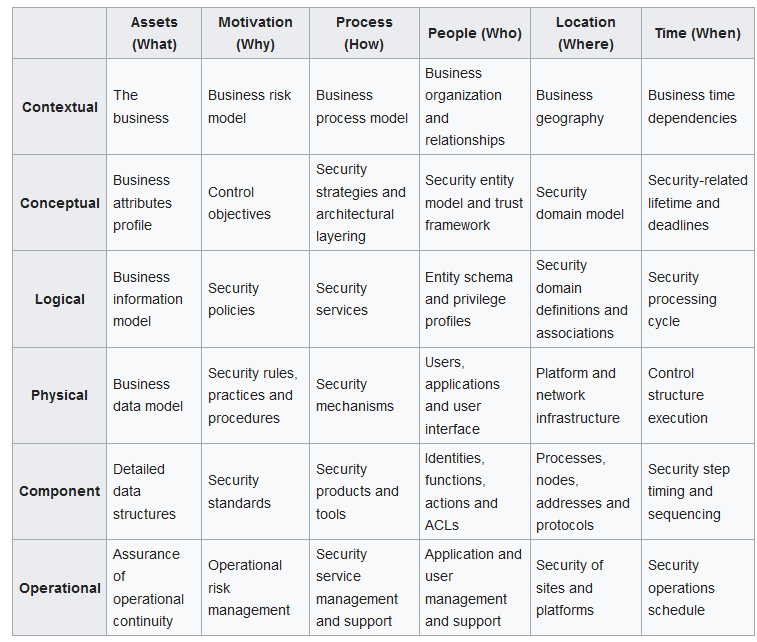 Assets (What) Motivation (Why) Process (How) People (Who) Location (Where) Time (When)
Contextual The business Business risk model Business process model Business organization and relationships Business geography Business time dependencies
Conceptual Business attributes profile Control objectives Security strategies and architectural layering Security entity model and trust framework Security domain model Security-related lifetime and deadlines
Logical Business information model Security policies Security services Entity schema and privilege profiles Security domain definitions and associations Security processing cycle
Physical Business data model Security rules, practices and procedures Security mechanisms Users, applications and user interface Platform and network infrastructure Control structure execution
Component Detailed data structures Security standards Security products and tools Identities, functions, actions and ACLs Processes, nodes, addresses and protocols Security step timing and sequencing
Operational Assurance of operational continuity Operational risk management Security service management and support Application and user management and support Security of sites and platforms Security operations schedule